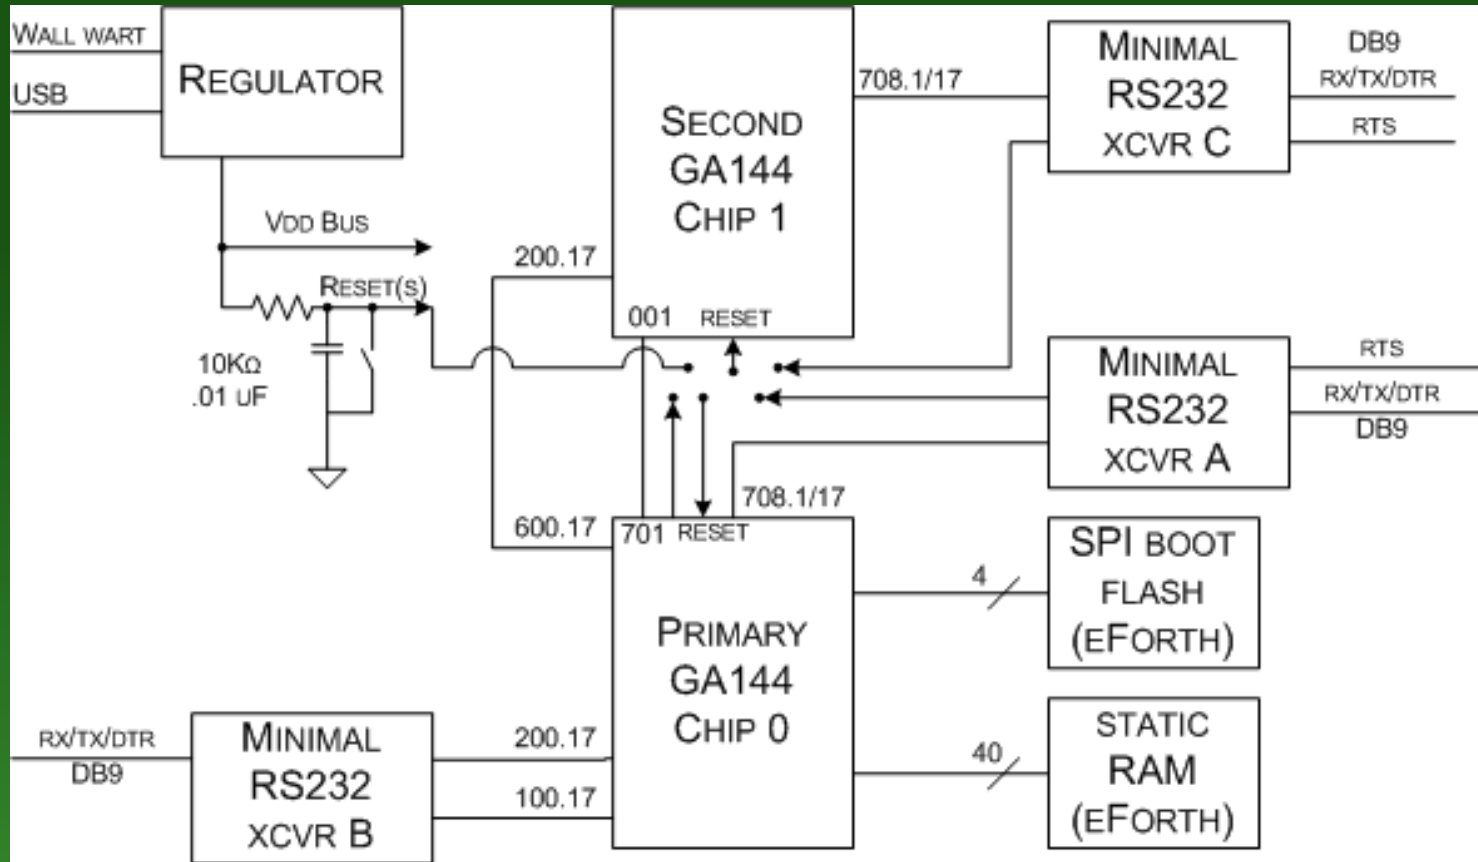 WALL WART
USB
REGULATOR
VDD BUS
RESET(S)
10KΩ
.01 UF
SECOND
GA144
CHIP 1
708.1/17
200.17
001
RESET
MINIMAL
RS232
XCVR C
DB9
RX/TX/DTR
RTS
MINIMAL
RS232
XCVR A
RTS
RX/TX/DTR
DB9
708.1/17
600.17
701
RESET
PRIMARY
GA144
CHIP 0
4
SPI BOOT
FLASH
(EFORTH)
40
STATIC
RAM
(EFORTH)
200.17
100.17
RX/TX/DTR
DB9
MINIMAL
RS232
XCVR B